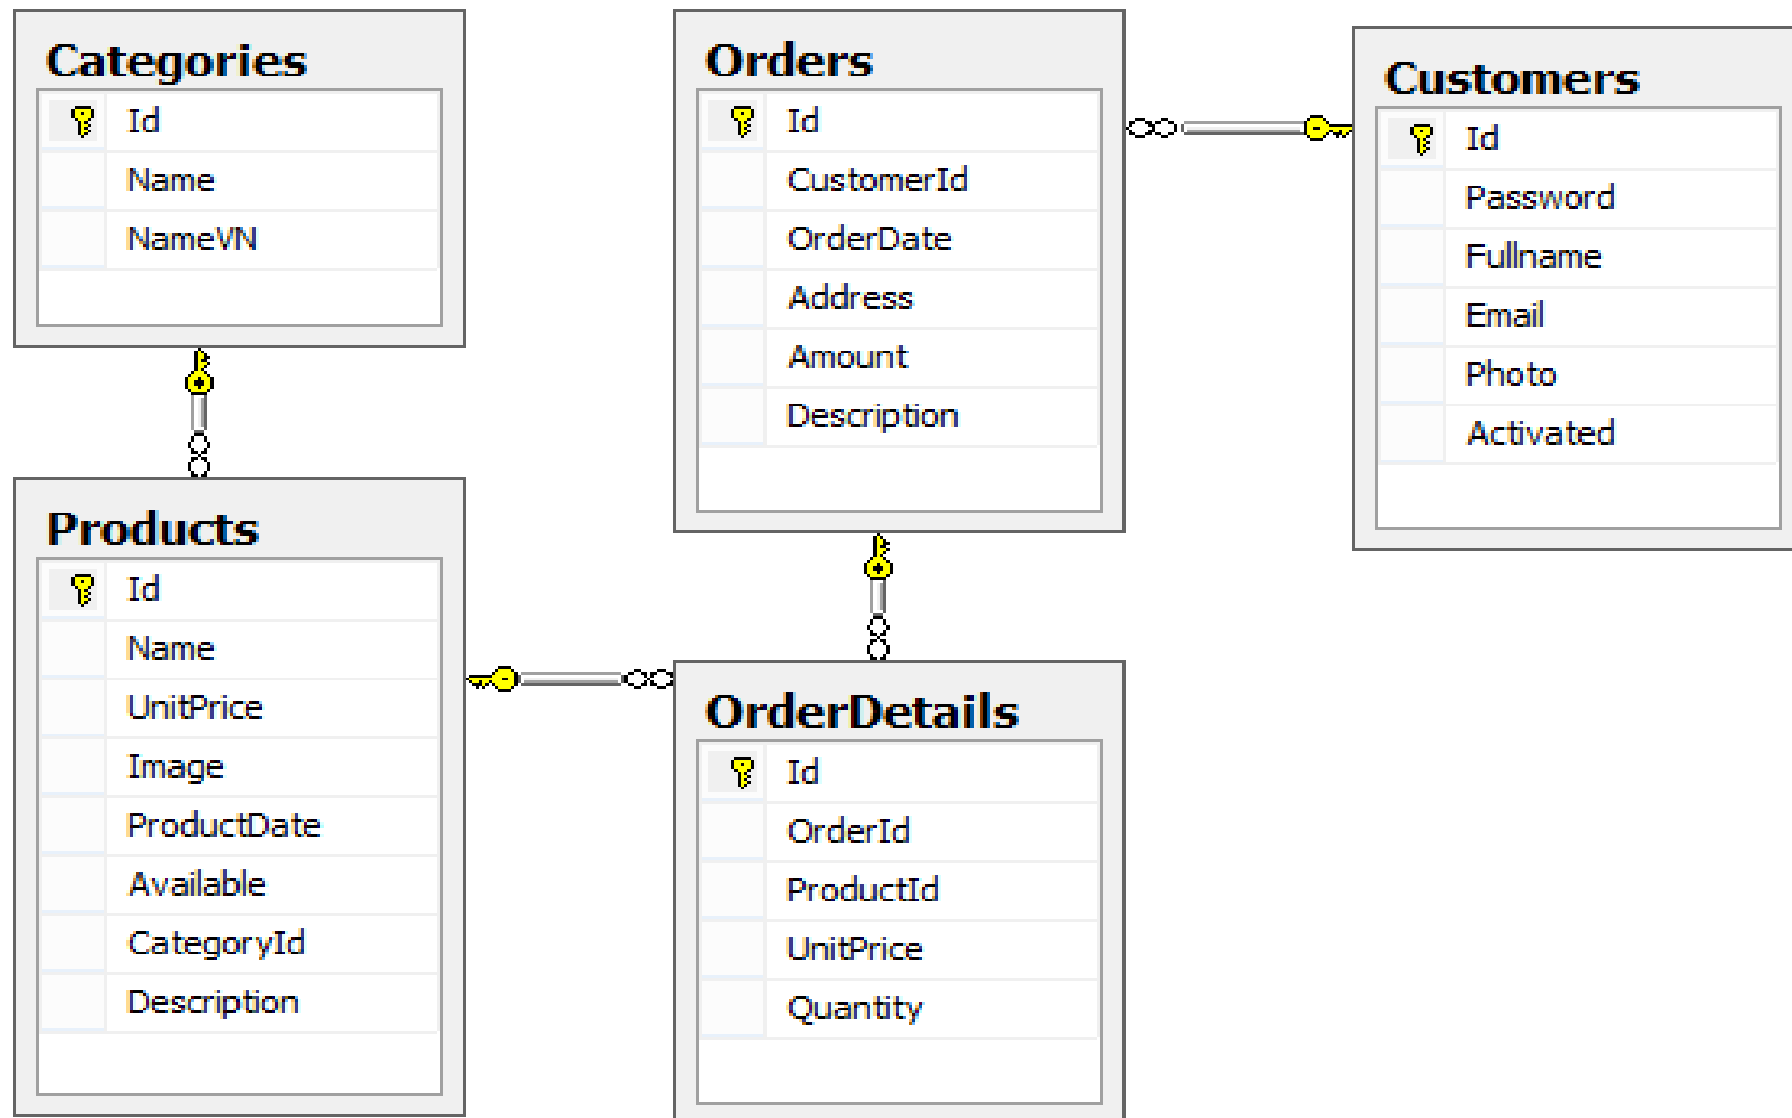 Categories
Id
Name
NameVN
Products
Id
Name
UnitPrice
Image
ProductDate
Available
CategoryId
Description
Orders
Id
CustomerId
OrderDate
Address
Amount
Description
OrderDetails
Id
OrderId
ProductId
UnitPrice
Quantity
Customers
Id
Password
Fullname
Email
Photo
Activated